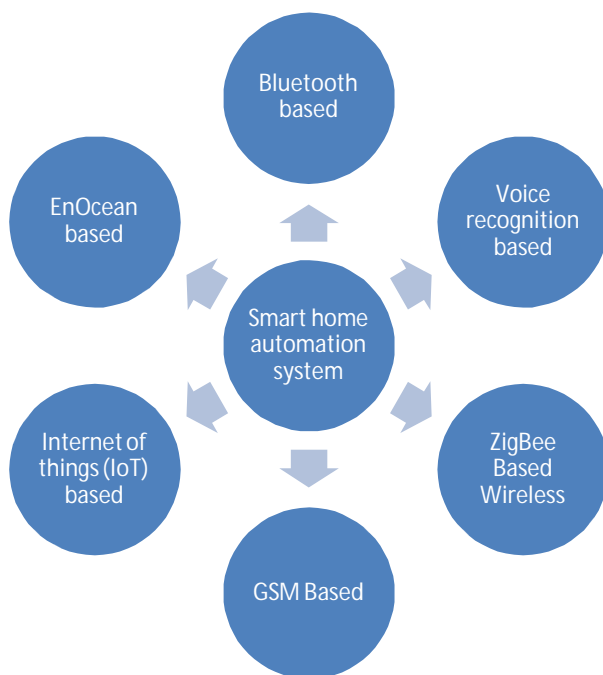 Bluetooth
based
Voice
recognition
based
ZigBee
Based
Wireless
GSM Based
Internet of
things (IoT)
based
EnOcean
based
Smart home
automation
system